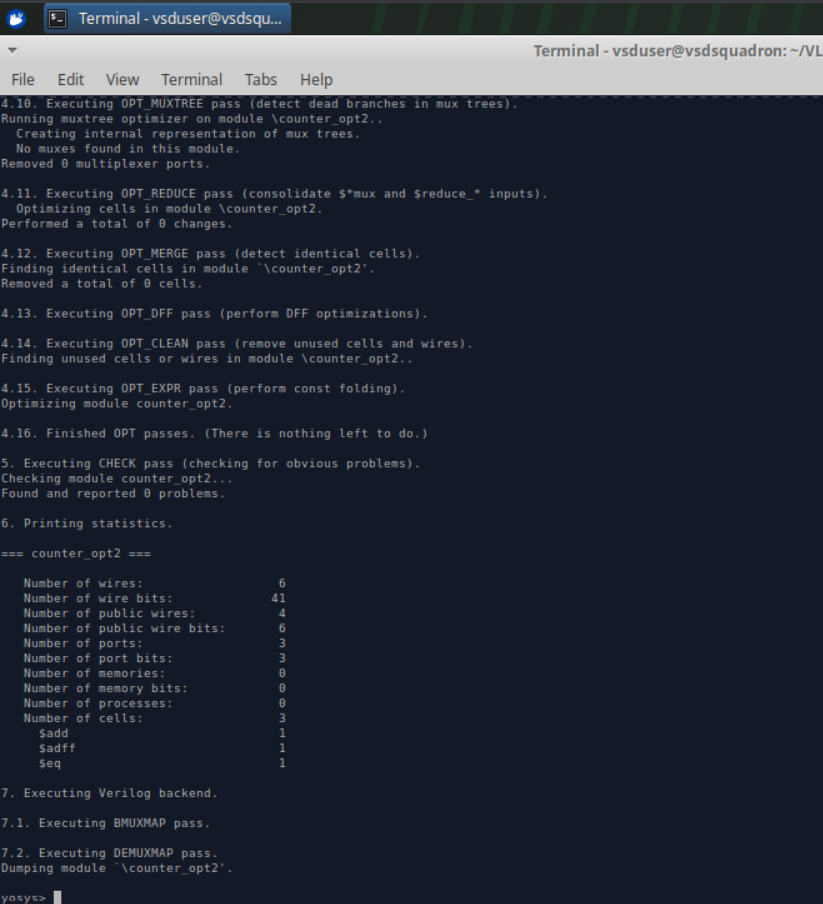 Terminal - vsduser@vsdsqu...
Terminal - vsduser@vsdsquadron: ~/VL
File Edit View Terminal Tabs Help
4.10. Executing OPT_MUXTREE pass (detect dead branches in mux trees).
Running muxtree optimizer on module \counter_opt2..
  Creating internal representation of mux trees.
  No muxes found in this module.
Removed 0 multiplexer ports.
4.11. Executing OPT_REDUCE pass (consolidate $*mux and $reduce_* inputs).
  Optimizing cells in module \counter_opt2.
Performed a total of 0 changes.
4.12. Executing OPT_MERGE pass (detect identical cells).
Finding identical cells in module `\counter_opt2'.
Removed a total of 0 cells.
4.13. Executing OPT_DFF pass (perform DFF optimizations).
4.14. Executing OPT_CLEAN pass (remove unused cells and wires).
Finding unused cells or wires in module \counter_opt2..
4.15. Executing OPT_EXPR pass (perform const folding).
Optimizing module counter_opt2.
4.16. Finished OPT passes. (There is nothing left to do.)
5. Executing CHECK pass (checking for obvious problems).
Checking module counter_opt2...
Found and reported 0 problems.
6. Printing statistics.
=== counter_opt2 ===
   Number of wires:                  6
   Number of wire bits:             41
   Number of public wires:           4
   Number of public wire bits:       6
   Number of ports:                  3
   Number of port bits:              3
   Number of memories:               0
   Number of memory bits:            0
   Number of processes:              0
   Number of cells:                  3
     $add                            1
     $adff                           1
     $eq                             1
7. Executing Verilog backend.
7.1. Executing BMUXMAP pass.
7.2. Executing DEMUXMAP pass.
Dumping module `\counter_opt2'.
yosys>